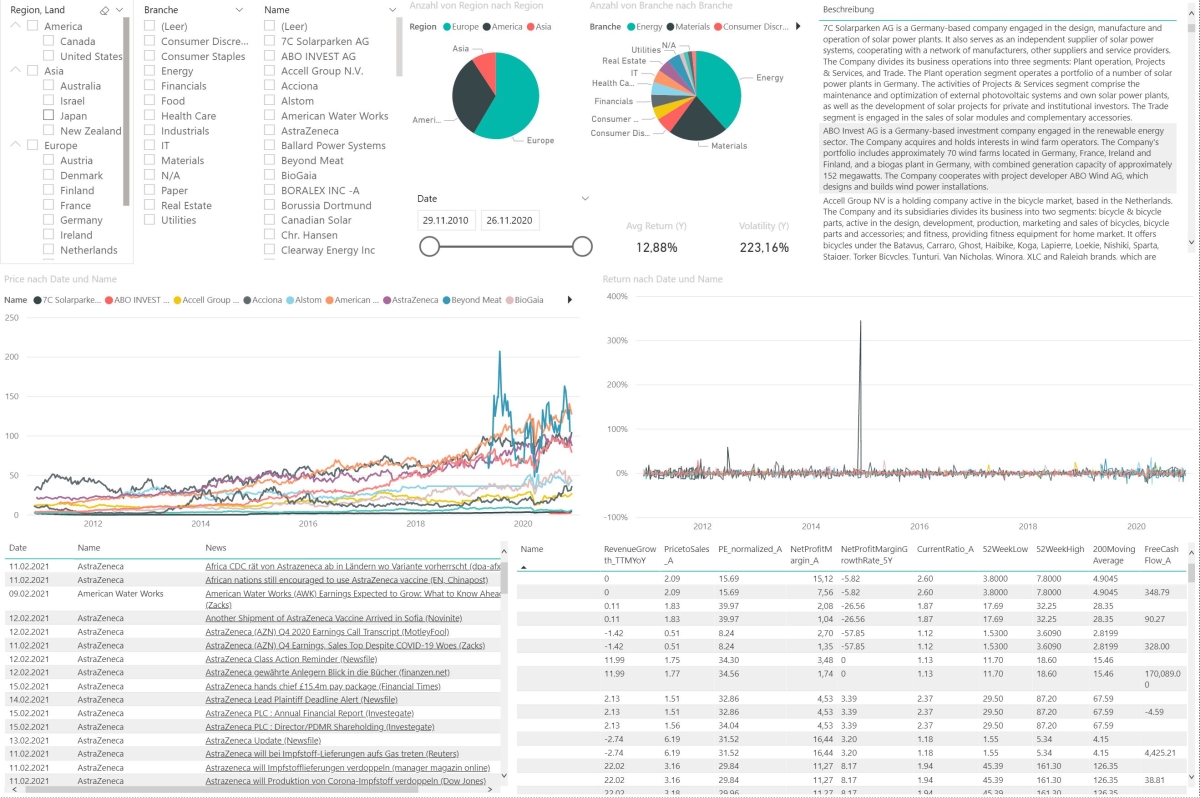 Region, Land
America
Canada
United States
Asia
Australia
Israel
Japan
New Zealand
Europe
Austria
Denmark
Finland
France
Germany
Ireland
Netherlands
Branche
(Leer)
Consumer Discre...
Consumer Staples
Energy
Financials
Food
Health Care
Industrials
IT
Materials
N/A
Paper
Real Estate
Utilities
Name
(Leer)
7C Solarparken AG
ABO INVEST AG
Accell Group N.V.
Acciona
Alstom
American Water Works
AstraZeneca
Ballard Power Systems
Beyond Meat
BioGaia
BORALEX INC -A
Borussia Dortmund
Canadian Solar
Chr. Hansen
Clearway Energy Inc
Anzahl von Region nach Region
Region Europe America Asia
Asia
Ameri...
Europe
Anzahl von Branche nach Branche
Branche Energy Materials Consumer Discr...
N/A
Utilities
Real Estate
IT
Health Ca...
Financials
Consumer ...
Consumer Dis...
Energy
Materials
Date
29.11.2010 26.11.2020
Avg Return (Y)
12,88%
Volatility (Y)
223,16%
Beschreibung
7C Solarparken AG is a Germany-based company engaged in the design, manufacture and
operation of solar power plants. It also serves as an independent supplier of solar power
systems, cooperating with a network of manufacturers, other suppliers and service providers.
The Company divides its business operations into three segments: Plant operation, Projects
& Services, and Trade. The Plant operation segment operates a portfolio of a number of solar
power plants in Germany. The activities of Projects & Services segment comprise the
maintenance and optimization of external photovoltaic systems and own solar power plants,
as well as the development of solar projects for private and institutional investors. The Trade
segment is engaged in the sales of solar modules and complementary accessories.
ABO Invest AG is a Germany-based investment company engaged in the renewable energy
sector. The Company acquires and holds interests in wind farm operators. The Company's
portfolio includes approximately 70 wind farms located in Germany, France, Ireland and
Finland, and a biogas plant in Germany, with combined generation capacity of approximately
152 megawatts. The Company cooperates with project developer ABO Wind AG, which
designs and builds wind power installations.
Accell Group NV is a holding company active in the bicycle market, based in the Netherlands.
The Company and its subsidiaries divides its business into two segments: bicycle & bicycle
parts, active in the design, development, production, marketing and sales of bicycles, bicycle
parts and accessories; and fitness, providing fitness equipment for home market. It offers
bicycles under the Batavus, Carraro, Ghost, Haibike, Koga, Lapierre, Loekie, Nishiki, Sparta,
Staiger, Torker Bicycles, Tunturi, Van Nicholas, Winora, XLC and Raleigh brands, which are
Price nach Date und Name
Name 7C Solarparke... ABO INVEST ... Accell Group ... Acciona Alstom American ... AstraZeneca Beyond Meat BioGaia
250
200
150
100
50
0
2012 2014 2016 2018 2020
Return nach Date und Name
400%
300%
200%
100%
0%
-100%
2012 2014 2016 2018 2020
Date Name News
11.02.2021 AstraZeneca Africa CDC rät von Astrazeneca ab in Ländern wo Variante vorherrscht (dpa-afx
11.02.2021 AstraZeneca African nations still encouraged to use AstraZeneca vaccine (EN, Chinapost)
09.02.2021 American Water Works American Water Works (AWK) Earnings Expected to Grow: What to Know Ahead
(Zacks)
12.02.2021 AstraZeneca Another Shipment of AstraZeneca Vaccine Arrived in Sofia (Novinite)
12.02.2021 AstraZeneca AstraZeneca (AZN) Q4 2020 Earnings Call Transcript (MotleyFool)
11.02.2021 AstraZeneca AstraZeneca (AZN) Q4 Earnings, Sales Top Despite COVID-19 Woes (Zacks)
12.02.2021 AstraZeneca AstraZeneca Class Action Reminder (Newsfile)
12.02.2021 AstraZeneca AstraZeneca gewährte Anlegern Blick in die Bücher (finanzen.net)
15.02.2021 AstraZeneca AstraZeneca hands chief £15.4m pay package (Financial Times)
14.02.2021 AstraZeneca AstraZeneca Lead Plaintiff Deadline Alert (Newsfile)
15.02.2021 AstraZeneca AstraZeneca PLC : Annual Financial Report (Investegate)
15.02.2021 AstraZeneca AstraZeneca PLC : Director/PDMR Shareholding (Investegate)
13.02.2021 AstraZeneca AstraZeneca Update (Newsfile)
11.02.2021 AstraZeneca AstraZeneca will bei Impfstoff-Lieferungen aufs Gas treten (Reuters)
11.02.2021 AstraZeneca AstraZeneca will Impfstofflieferungen verdoppeln (manager magazin online)
11.02.2021 AstraZeneca Astrazeneca will Produktion von Corona-Impfstoff verdoppeln (Dow Jones)
Name RevenueGrow PricetoSales PE_normalized_A NetProfitM NetProfitMarginG CurrentRatio_A 52WeekLow 52WeekHigh 200Moving FreeCash
th_TTMYoY _A argin_A rowthRate_5Y Average Flow_A
0 2.09 15.69 15,12 -5.82 2.60 3.8000 7.8000 4.9045
0 2.09 15.69 7,56 -5.82 2.60 3.8000 7.8000 4.9045 348.79
0.11 1.83 39.97 2,08 -26.56 1.87 17.69 32.25 28.35
0.11 1.83 39.97 1,04 -26.56 1.87 17.69 32.25 28.35 90.27
-1.42 0.51 8.24 2,70 -57.85 1.12 1.5300 3.6090 2.8199
-1.42 0.51 8.24 1,35 -57.85 1.12 1.5300 3.6090 2.8199 328.00
11.99 1.75 34.30 3,48 0 1.13 11.70 18.60 15.46
11.99 1.77 34.56 1,74 0 1.13 11.70 18.60 15.46 170,089.0
0
2.13 1.51 32.86 4,53 3.39 2.37 29.50 87.20 67.59
2.13 1.51 32.86 4,53 3.39 2.37 29.50 87.20 67.59 -4.59
2.13 1.56 34.04 4,53 3.39 2.37 29.50 87.20 67.59
-2.74 6.19 31.52 16,44 3.20 1.18 1.55 5.34 4.15
-2.74 6.19 31.52 16,44 3.20 1.18 1.55 5.34 4.15 4,425.21
22.02 3.16 29.84 11,27 8.17 1.94 45.39 161.30 126.35
22.02 3.16 29.84 11,27 8.17 1.94 45.39 161.30 126.35 38.81
22.02 3.18 29.96 11,27 8.17 1.94 45.39 161.30 126.35